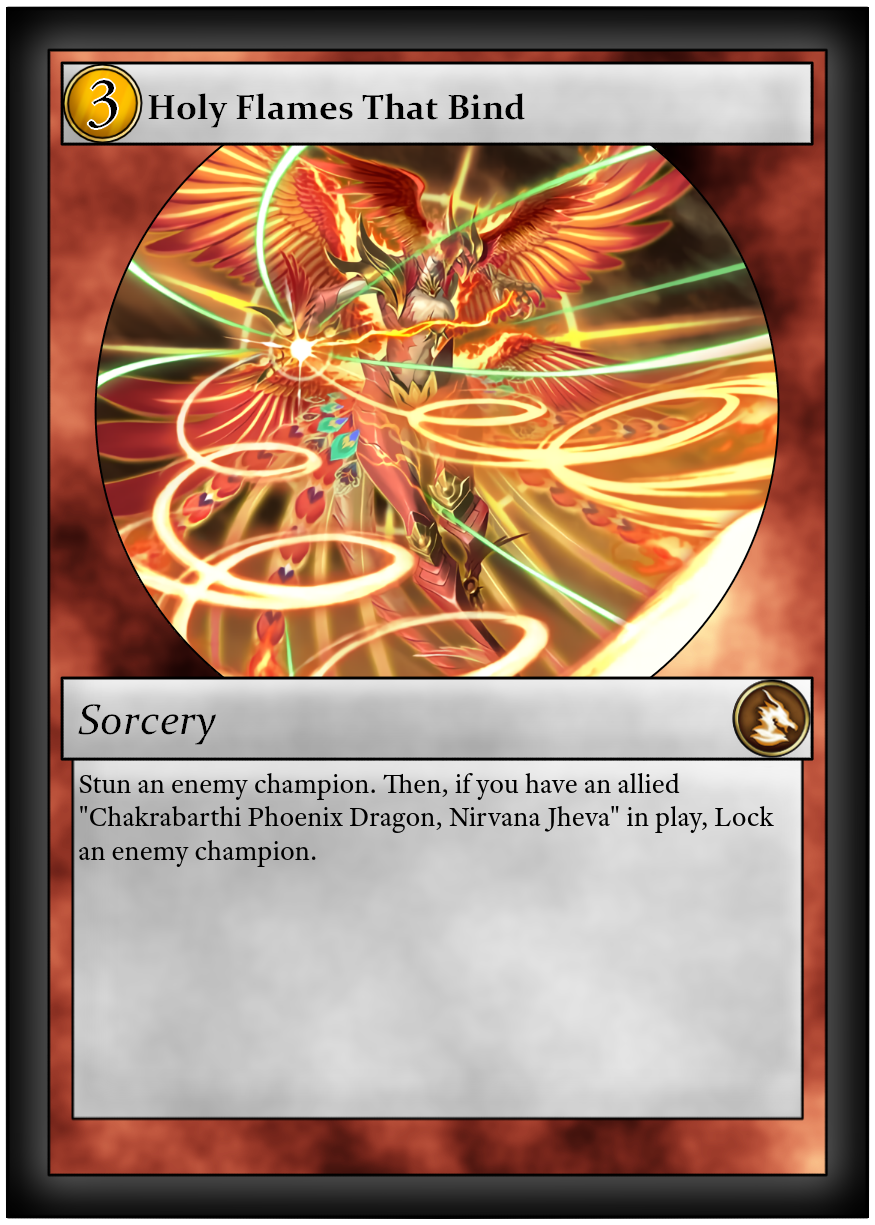 3
Holy Flames That Bind
Sorcery
Stun an enemy champion. Then, if you have an allied
"Chakrabarthi Phoenix Dragon, Nirvana Jheva" in play, Lock
an enemy champion.